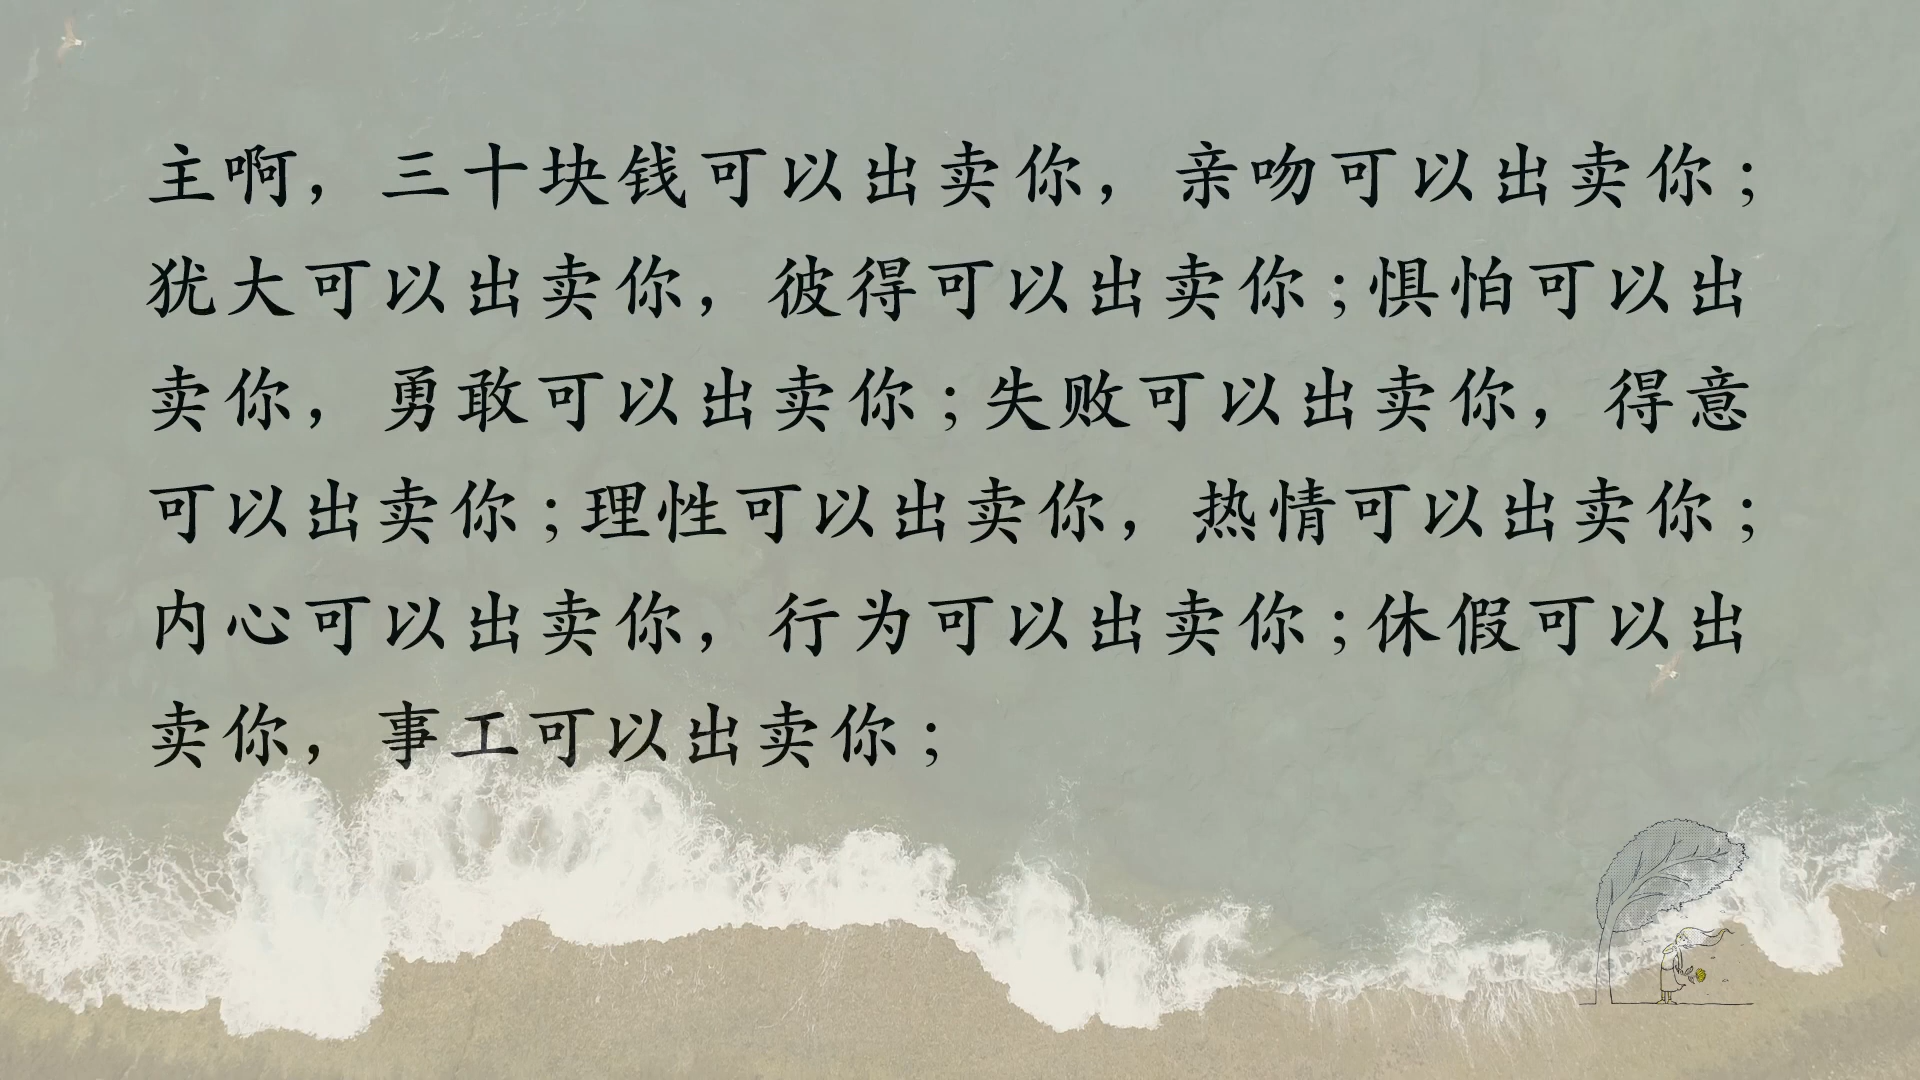 主啊，三十块钱可以出卖你，亲吻可以出卖你；
犹大可以出卖你，彼得可以出卖你；惧怕可以出
卖你，勇敢可以出卖你；失败可以出卖你，得意
可以出卖你；理性可以出卖你，热情可以出卖你；
内心可以出卖你，行为可以出卖你；休假可以出
卖你，事工可以出卖你；